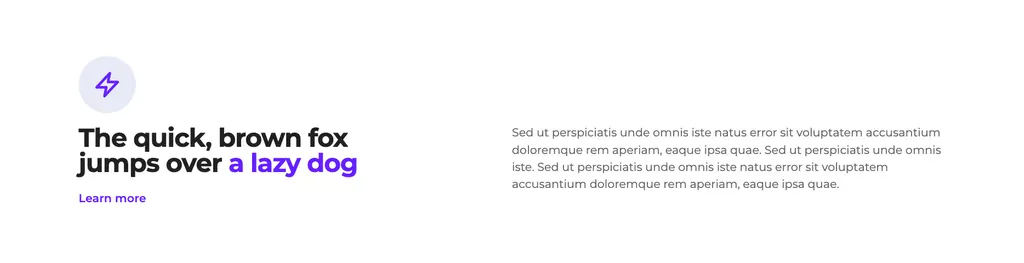 The quick, brown fox
jumps over a lazy dog
Learn more
Sed ut perspiciatis unde omnis iste natus error sit voluptatem accusantium
doloremque rem aperiam, eaque ipsa quae. Sed ut perspiciatis unde omnis
iste. Sed ut perspiciatis unde omnis iste natus error sit voluptatem
accusantium doloremque rem aperiam, eaque ipsa quae.